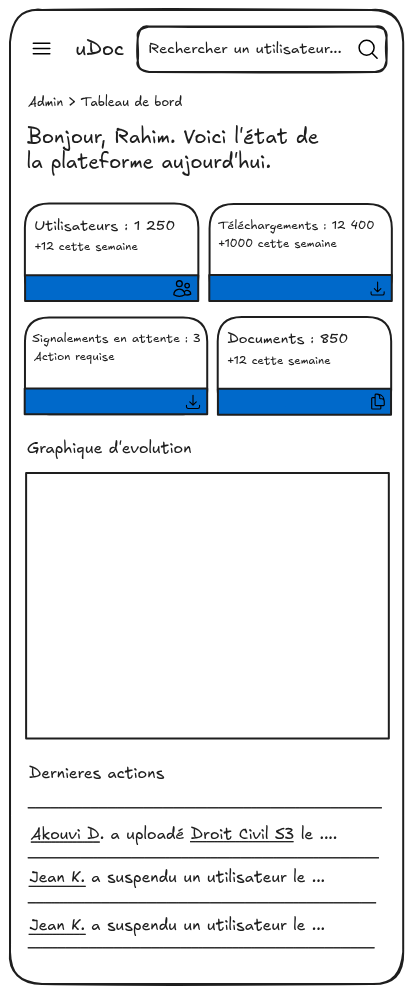 uDoc
Rechercher un utilisateur...
Admin > Tableau de bord
Bonjour, Rahim. Voici l'état de
la plateforme aujourd'hui.
Utilisateurs : 1 250
+12 cette semaine
Téléchargements : 12 400
+1000 cette semaine
Signalements en attente : 3
Action requise
Documents : 850
+12 cette semaine
Graphique d'evolution
Dernieres actions
Akouvi D. a uploadé Droit Civil S3 le ....
Jean K. a suspendu un utilisateur le ...
Jean K. a suspendu un utilisateur le ...